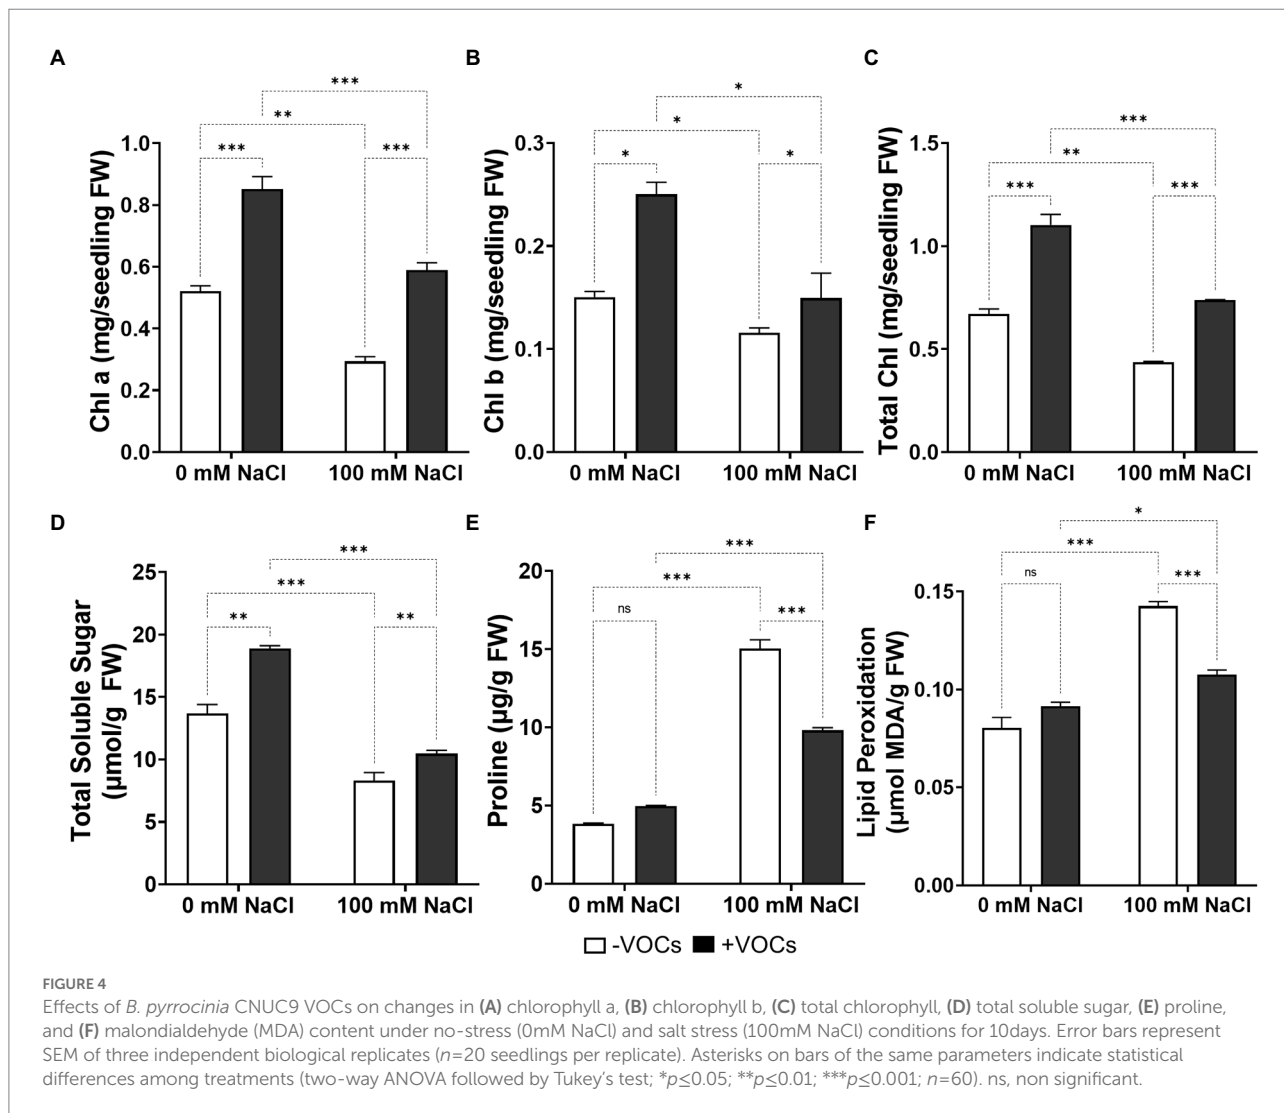 A
B
C
***
**
***
***
Chl a (mg/seedling FW)
1.0
0.8
0.6
0.4
0.2
0.0
0 mM NaCl
100 mM NaCl
*
*
*
*
Chl b (mg/seedling FW)
0.3
0.2
0.1
0.0
0 mM NaCl
100 mM NaCl
***
**
***
***
Total Chl (mg/seedling FW)
1.5
1.0
0.5
0.0
0 mM NaCl
100 mM NaCl
D
E
F
***
***
**
**
Total Soluble Sugar
(µmol/g FW)
25
20
15
10
5
0
0 mM NaCl
100 mM NaCl
***
***
ns
***
Proline (µg/g FW)
20
15
10
5
0
0 mM NaCl
100 mM NaCl
*
***
ns
***
Lipid Peroxidation
(µmol MDA/g FW)
0.15
0.10
0.05
0.00
0 mM NaCl
100 mM NaCl
-VOCs +VOCs
FIGURE 4
Effects of B. pyrrocinia CNUC9 VOCs on changes in (A) chlorophyll a, (B) chlorophyll b, (C) total chlorophyll, (D) total soluble sugar, (E) proline,
and (F) malondialdehyde (MDA) content under no-stress (0mM NaCl) and salt stress (100mM NaCl) conditions for 10days. Error bars represent
SEM of three independent biological replicates (n=20 seedlings per replicate). Asterisks on bars of the same parameters indicate statistical
differences among treatments (two-way ANOVA followed by Tukey's test; *p≤0.05; **p≤0.01; ***p≤0.001; n=60). ns, non significant.